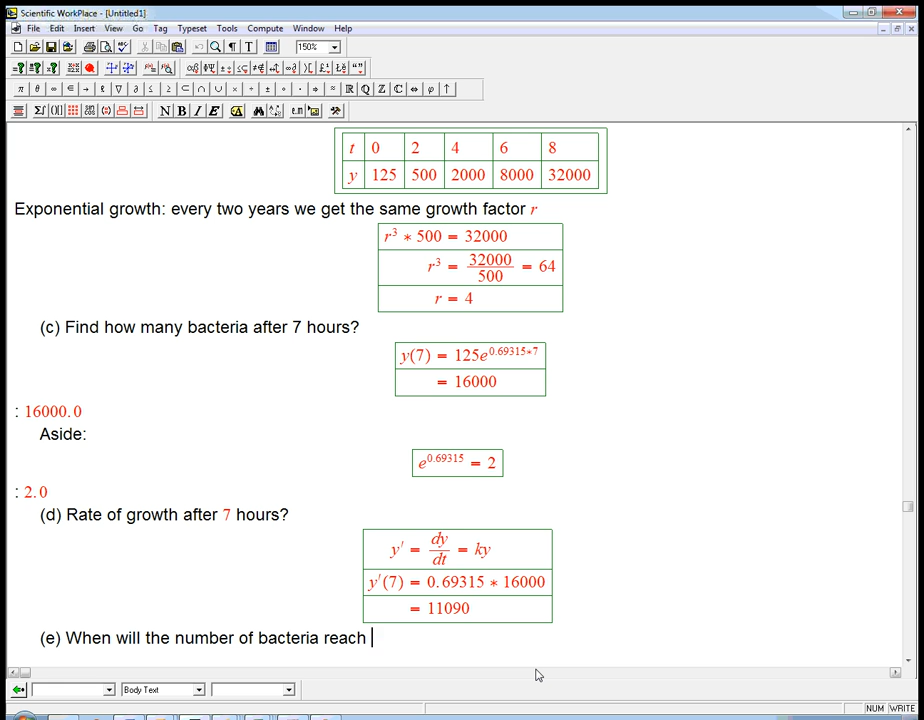 Scientific WorkPlace - [Untitled1]
File Edit Insert View Go Tag Typeset Tools Compute Window Help
150%
t 0 2 4 6 8
y 125 500 2000 8000 32000
Exponential growth: every two years we get the same growth factor r
r³ * 500 = 32000
r³ = 32000/500 = 64
r = 4
(c) Find how many bacteria after 7 hours?
y(7) = 125e^0.69315*7
= 16000
: 16000.0
Aside:
e^0.69315 = 2
: 2.0
(d) Rate of growth after 7 hours?
y′ = dy/dt = ky
y′(7) = 0.69315 * 16000
= 11090
(e) When will the number of bacteria reach
Body Text
NUM WRITE